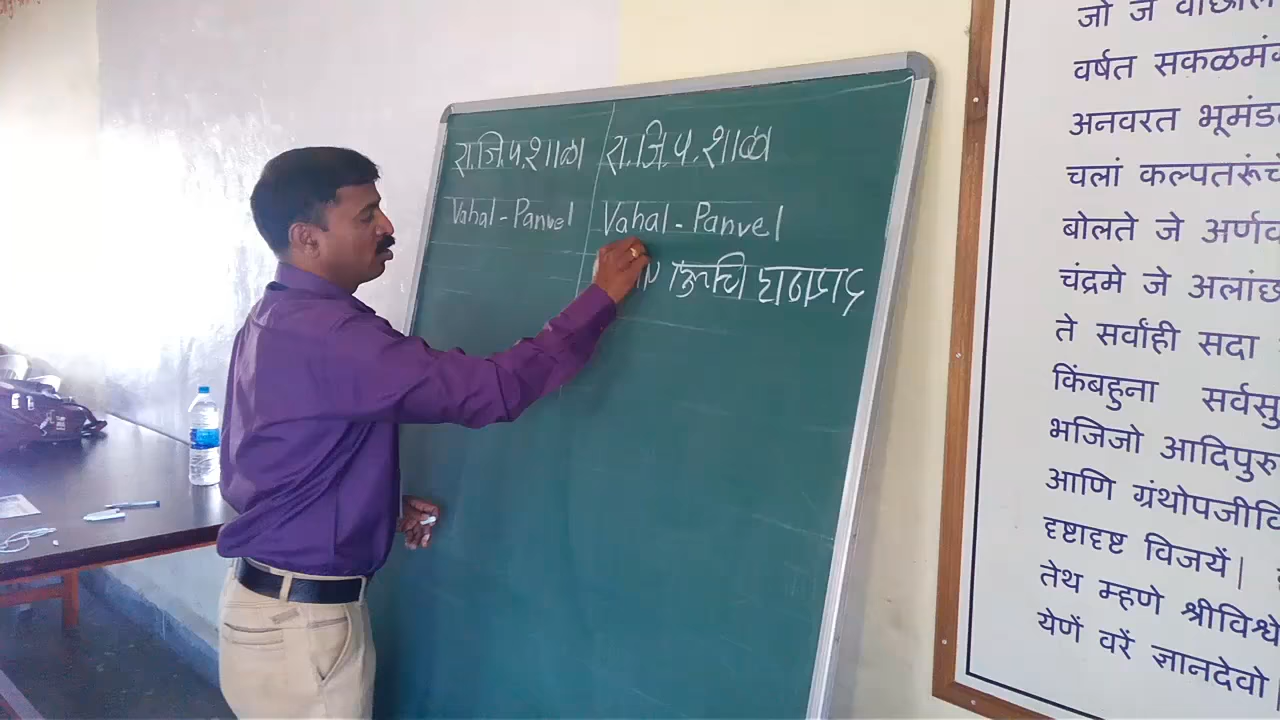 रा.जि.प.शाळा
Vahal-Panvel
रा.जि.प.शाळा
Vahal-Panvel
जो जे
वर्षत सकळमं
अनवरत भूमंड
चलां कल्पतरूंचे
बोलते जे अर्णव
चंद्रमे जे अलांछ
ते सर्वांही सदा
किंबहुना सर्वसु
भजिजो आदिपुरु
आणि ग्रंथोपजीवि
दृष्टादृष्ट विजयें|
तेथ म्हणे श्रीविश्वे
येणें वरें ज्ञानदेवो|